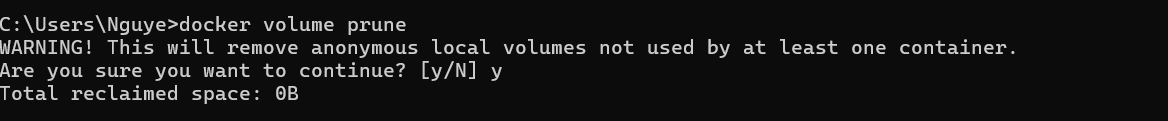 C:\Users\Nguye>docker volume prune
WARNING! This will remove anonymous local volumes not used by at least one container.
Are you sure you want to continue? [y/N] y
Total reclaimed space: 0B